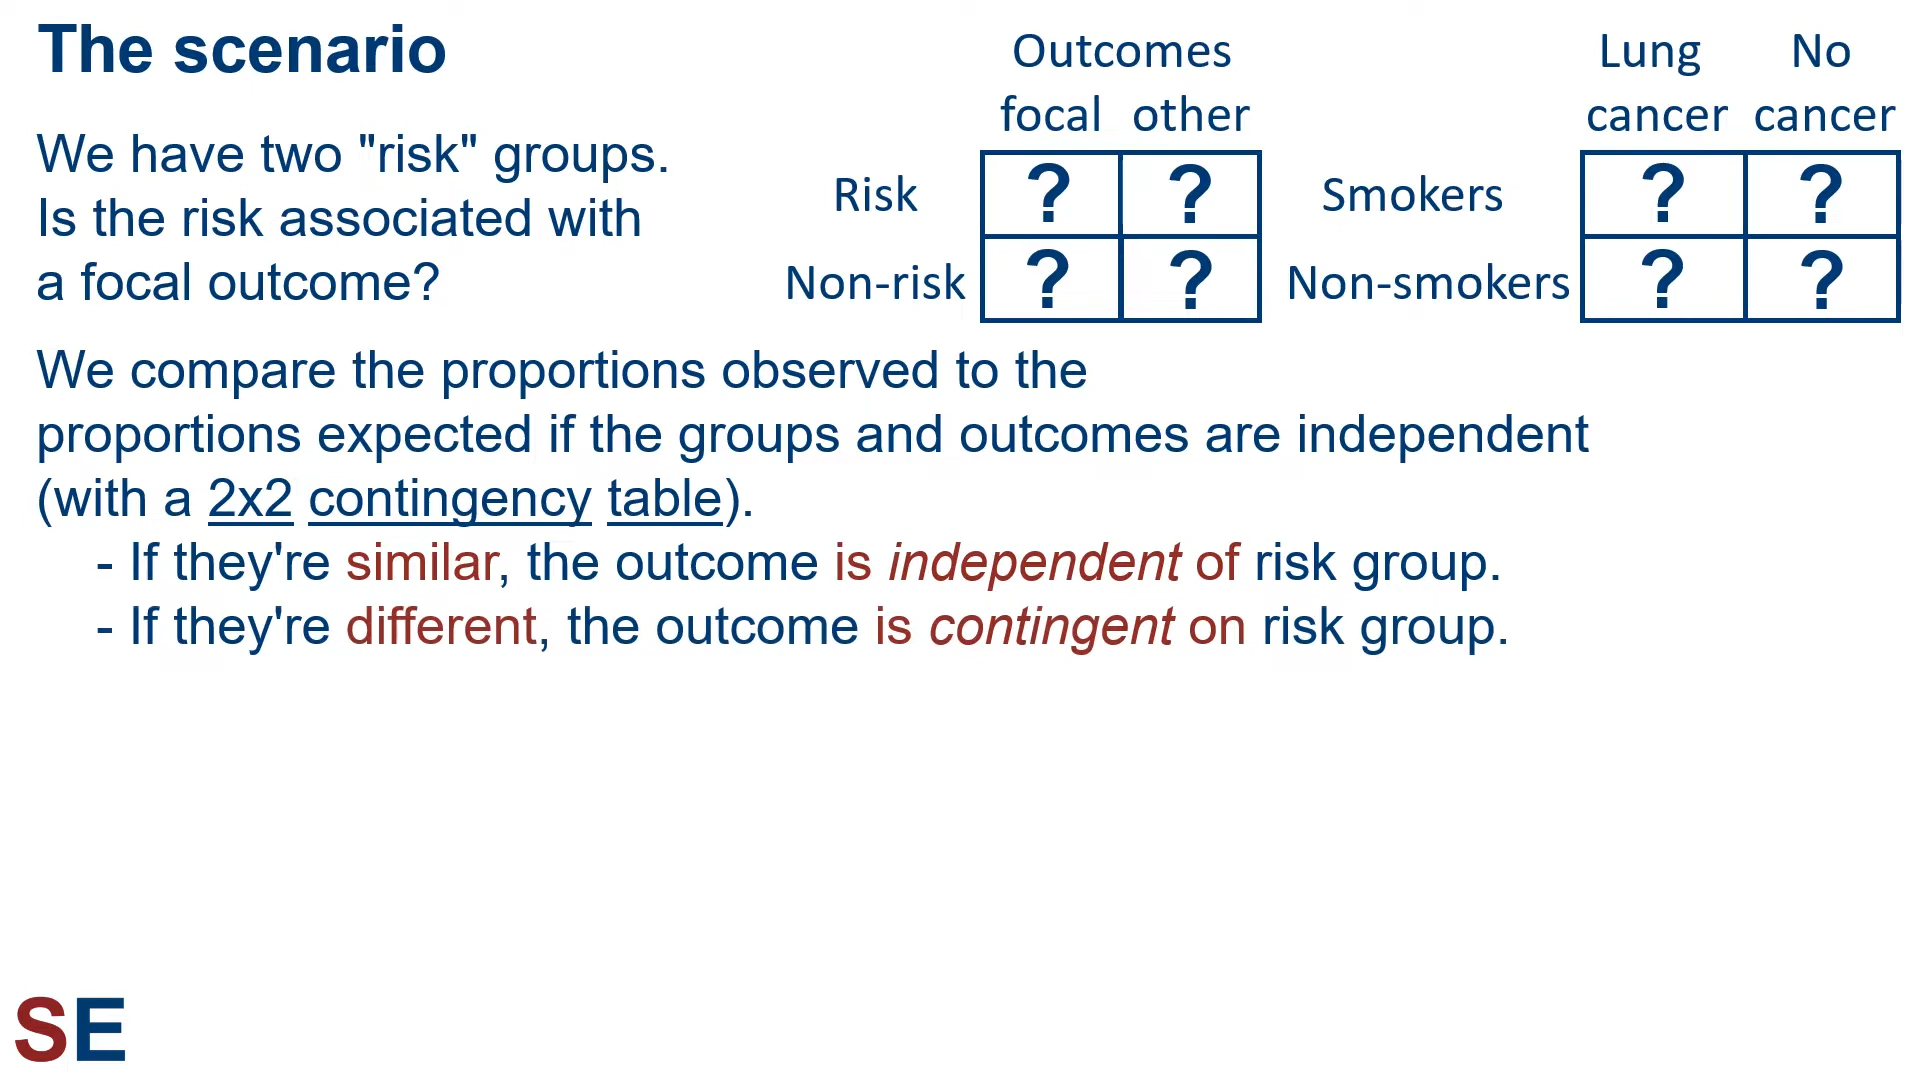 The scenario
We have two "risk" groups.
Is the risk associated with
a focal outcome?
Outcomes
focal other
Risk ? ?
Non-risk ? ?
Lung No
cancer cancer
Smokers ? ?
Non-smokers ? ?
We compare the proportions observed to the
proportions expected if the groups and outcomes are independent
(with a 2x2 contingency table).
- If they're similar, the outcome is independent of risk group.
- If they're different, the outcome is contingent on risk group.
SE